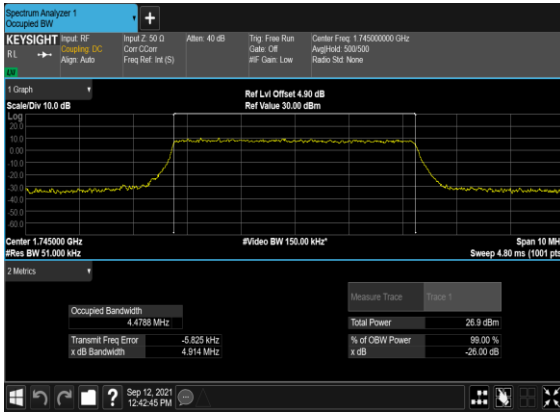 Spectrum Analyzer 1
Occupied BW
+
KEYSIGHT Input: RF Input Z: 50 Ω Atten: 40 dB Trig: Free Run Center Freq: 1.745000000 GHz
RL Coupling: DC Corr CCorr Gate: Off Avg|Hold: 500/500
Align: Auto Freq Ref: Int (S) #IF Gain: Low Radio Std: None
1 Graph
Ref Lvl Offset 4.90 dB
Scale/Div 10.0 dB Ref Value 30.00 dBm
Log
20.0
10.0
0.00
-10.0
-20.0
-30.0
-40.0
-50.0
-60.0
Center 1.745000 GHz #Video BW 150.00 kHz* Span 10 MH
#Res BW 51.000 kHz Sweep 4.80 ms (1001 pts
2 Metrics
Measure Trace Trace 1
Occupied Bandwidth
4.4788 MHz Total Power 26.9 dBm
Transmit Freq Error -5.825 kHz % of OBW Power 99.00 %
x dB Bandwidth 4.914 MHz x dB -26.00 dB
? Sep 12, 2021
12:42:45 PM